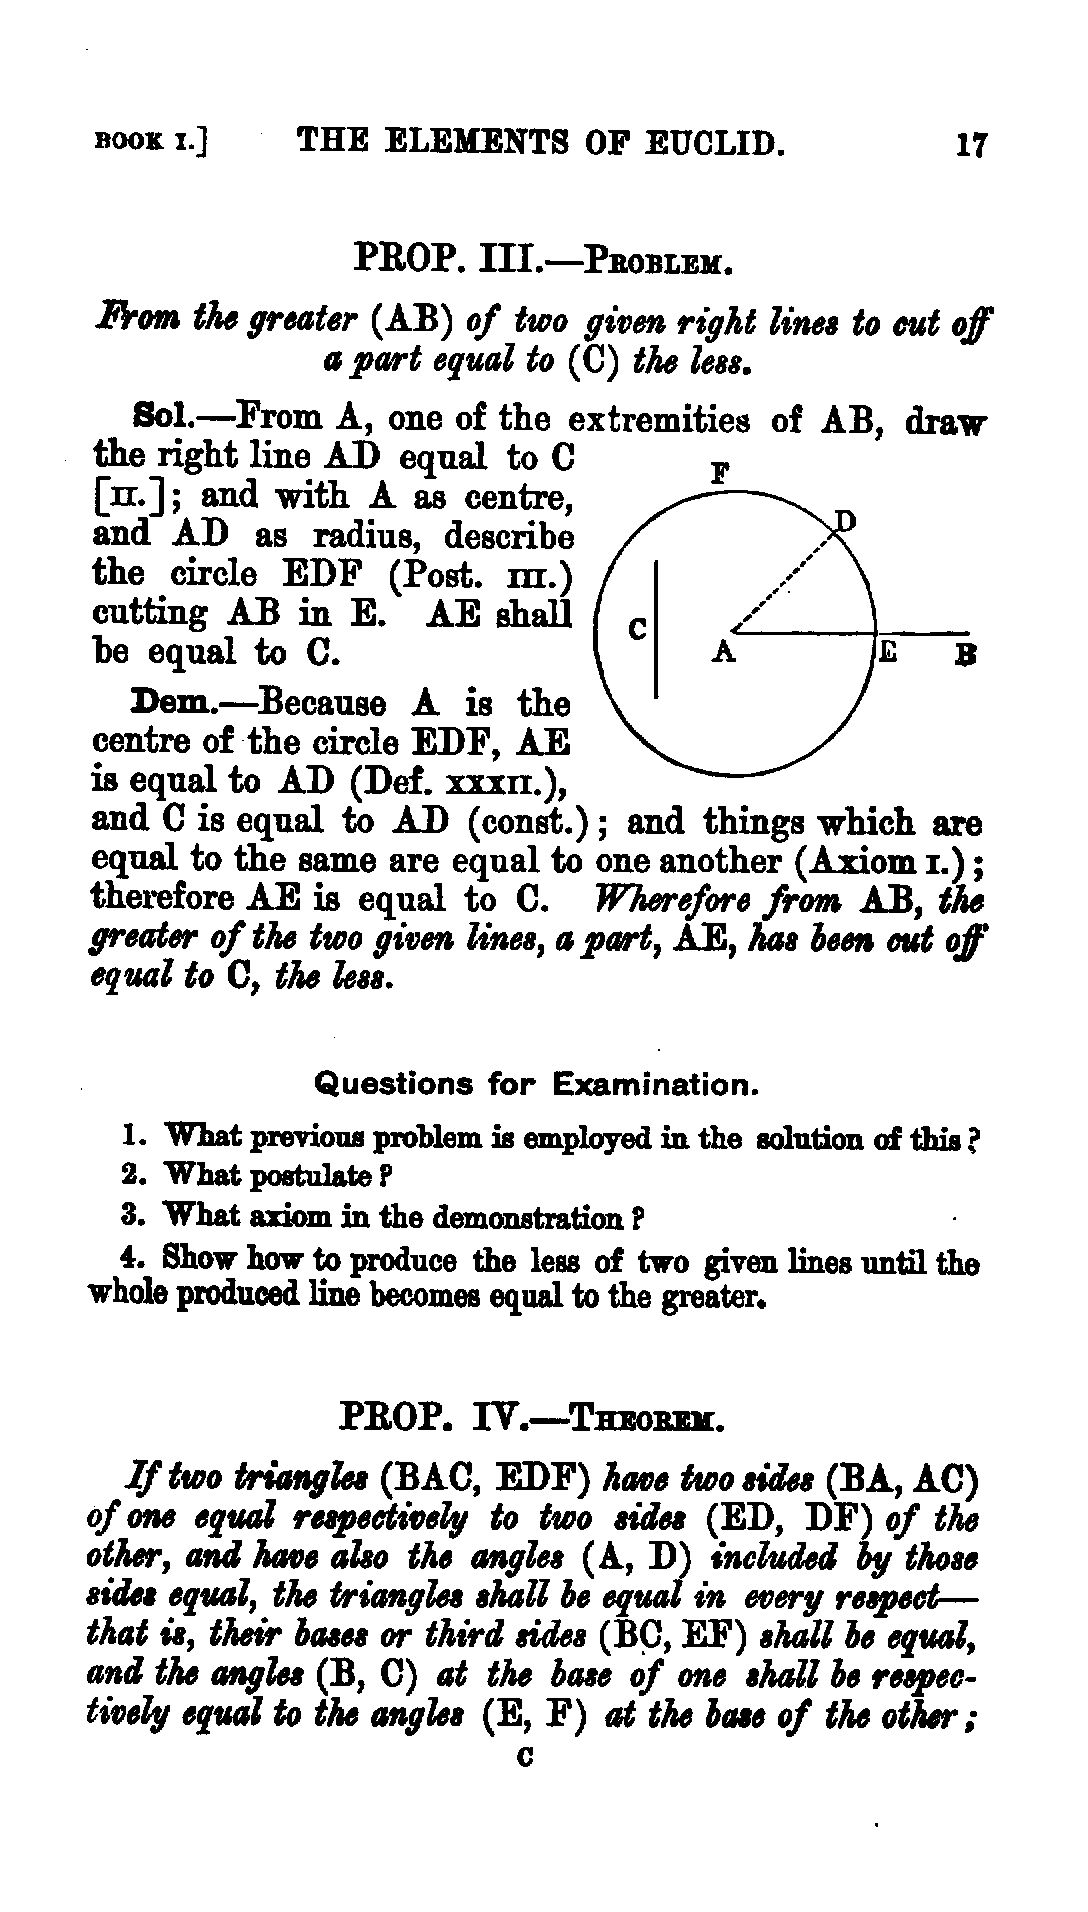 BOOK I.] THE ELEMENTS OF EUCLID. 17
PROP. III.—PROBLEM.
From the greater (AB) of two given right lines to cut off
a part equal to (C) the less.
Sol.—From A, one of the extremities of AB, draw
the right line AD equal to C
[II.]; and with A as centre,
and AD as radius, describe
the circle EDF (Post. III.)
cutting AB in E. AE shall
be equal to C.
F
D
C
A
E
B
Dem.—Because A is the
centre of the circle EDF, AE
is equal to AD (Def. XXXII.),
and C is equal to AD (const.); and things which are
equal to the same are equal to one another (Axiom I.);
therefore AE is equal to C. Wherefore from AB, the
greater of the two given lines, a part, AE, has been out off
equal to C, the less.
Questions for Examination.
1. What previous problem is employed in the solution of this?
2. What postulate?
3. What axiom in the demonstration?
4. Show how to produce the less of two given lines until the
whole produced line becomes equal to the greater.
PROP. IV.—THEOREM.
If two triangles (BAC, EDF) have two sides (BA, AC)
of one equal respectively to two sides (ED, DF) of the
other, and have also the angles (A, D) included by those
sides equal, the triangles shall be equal in every respect—
that is, their bases or third sides (BC, EF) shall be equal,
and the angles (B, C) at the base of one shall be respec-
tively equal to the angles (E, F) at the base of the other;
C